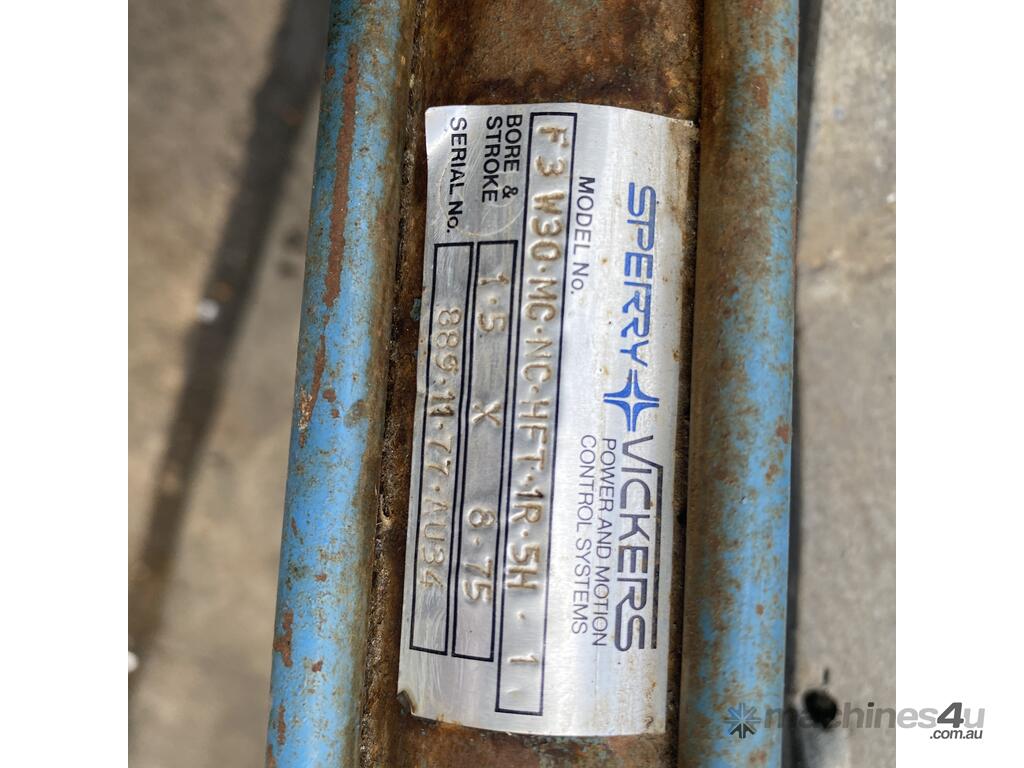 SPERRY VICKERS
POWER AND MOTION
CONTROL SYSTEMS
MODEL No.
F3 W30·MC·NC·HFT·1R·5H·1·
BORE &
STROKE
1·5 X 8·75
SERIAL No.
889·11·77·AU34
machines4u
.com.au